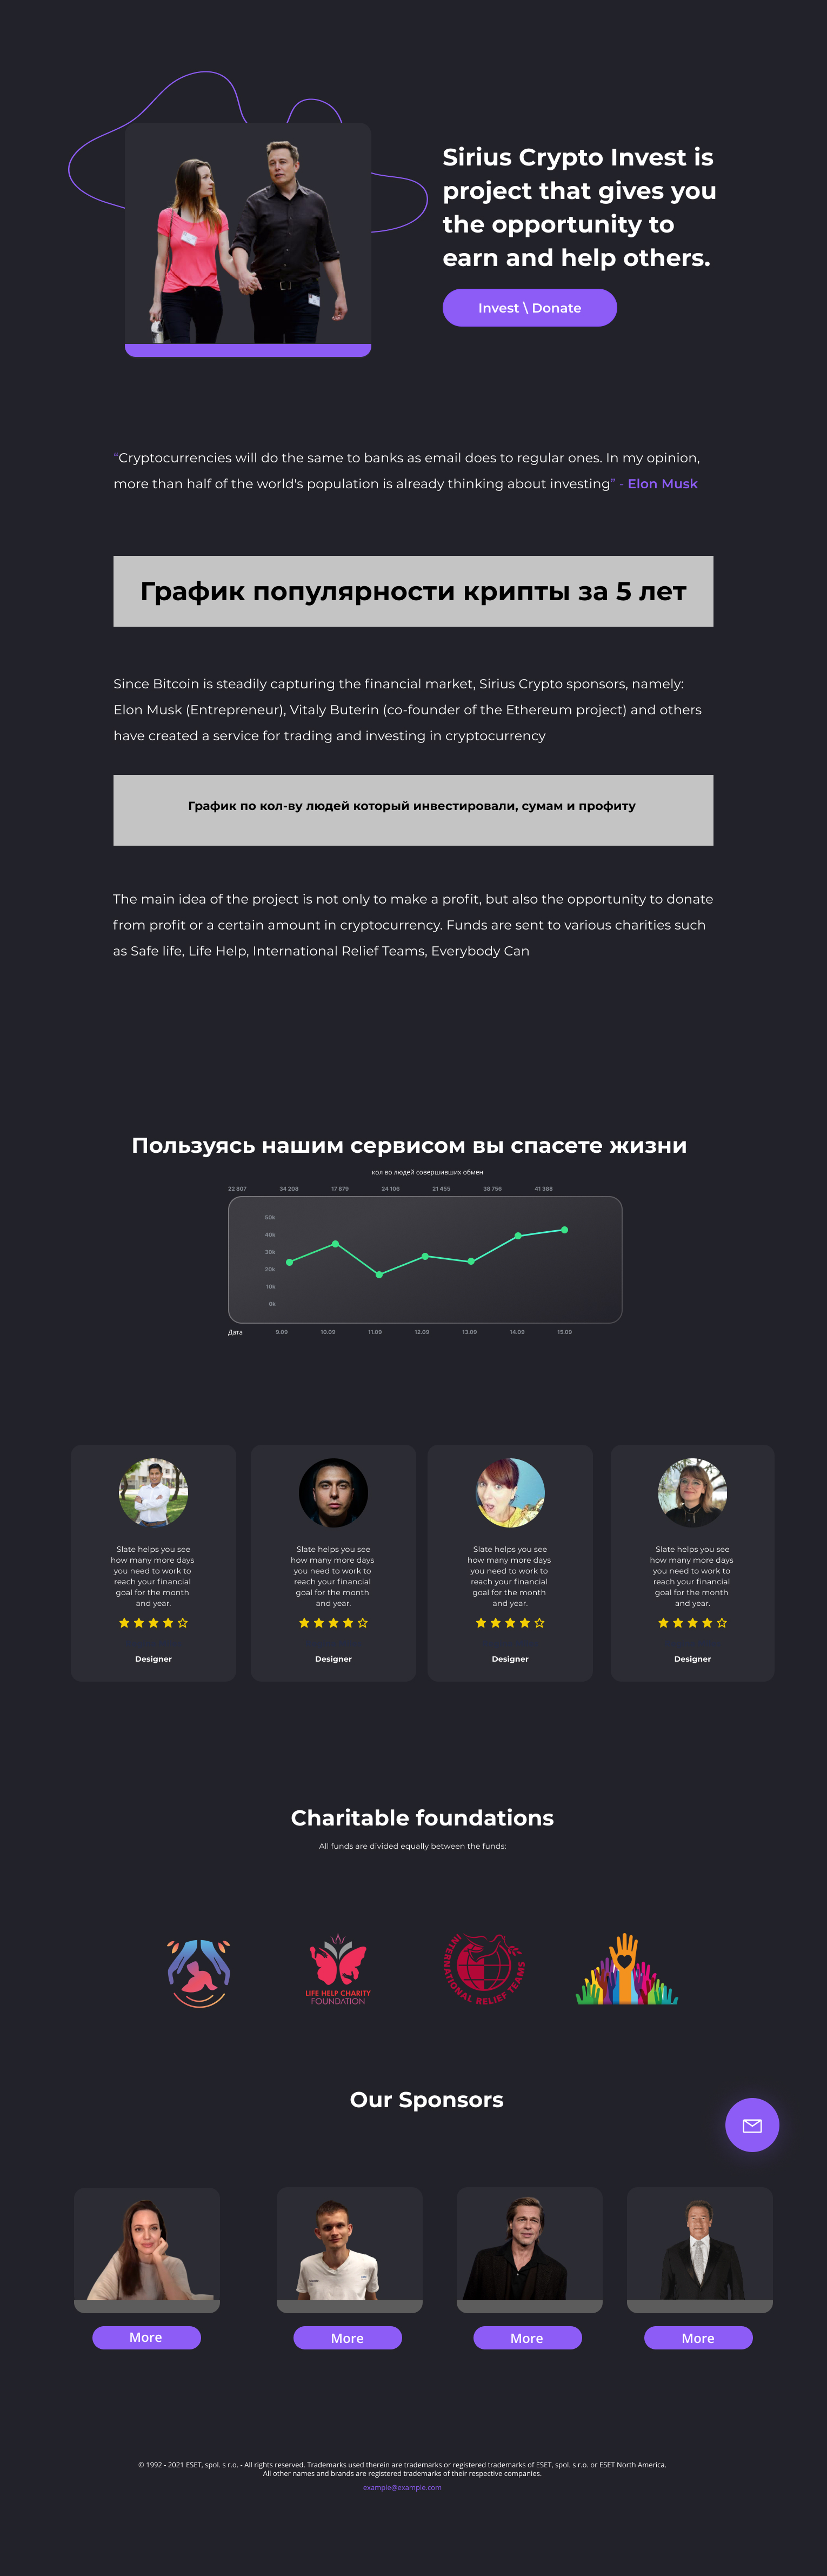 Sirius Crypto Invest is
project that gives you
the opportunity to
earn and help others.
Invest \ Donate
“Cryptocurrencies will do the same to banks as email does to regular ones. In my opinion,
more than half of the world's population is already thinking about investing” - Elon Musk
График популярности крипты за 5 лет
Since Bitcoin is steadily capturing the financial market, Sirius Crypto sponsors, namely:
Elon Musk (Entrepreneur), Vitaly Buterin (co-founder of the Ethereum project) and others
have created a service for trading and investing in cryptocurrency
График по кол-ву людей который инвестировали, сумам и профиту
The main idea of the project is not only to make a profit, but also the opportunity to donate
from profit or a certain amount in cryptocurrency. Funds are sent to various charities such
as Safe life, Life Help, International Relief Teams, Everybody Can
Пользуясь нашим сервисом вы спасете жизни
кол во людей совершивших обмен
22 807 34 208 17 879 24 106 21 455 38 756 41 388
50k
40k
30k
20k
10k
0k
Дата 9.09 10.09 11.09 12.09 13.09 14.09 15.09
Slate helps you see
how many more days
you need to work to
reach your financial
goal for the month
and year.
Designer
Slate helps you see
how many more days
you need to work to
reach your financial
goal for the month
and year.
Designer
Slate helps you see
how many more days
you need to work to
reach your financial
goal for the month
and year.
Designer
Slate helps you see
how many more days
you need to work to
reach your financial
goal for the month
and year.
Designer
Charitable foundations
All funds are divided equally between the funds:
LIFE HELP CHARITY
FOUNDATION
INTERNATIONAL RELIEF TEAMS
Our Sponsors
More
More
More
More
© 1992 - 2021 ESET, spol. s r.o. - All rights reserved. Trademarks used therein are trademarks or registered trademarks of ESET, spol. s r.o. or ESET North America.
All other names and brands are registered trademarks of their respective companies.
example@example.com